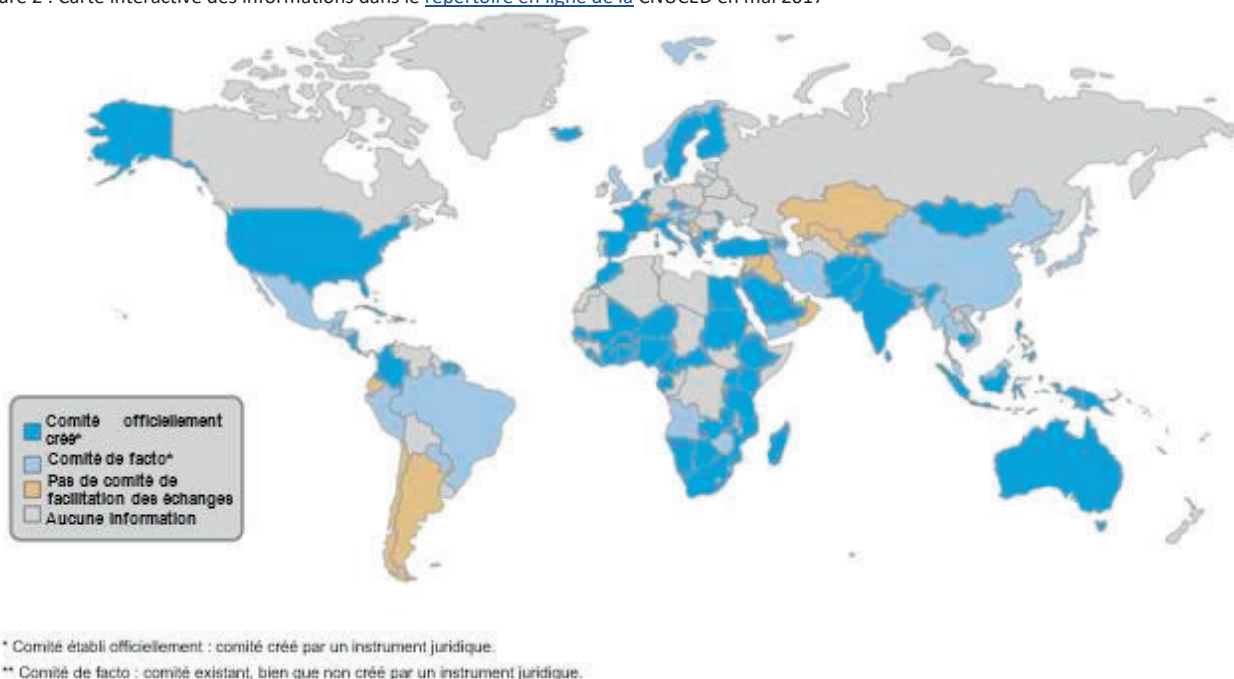 ure 2 : Carte interactive des informations dans le répertoire en ligne de la CNUCED en mai 2017
Comité officiellement
créé*
Comité de facto*
Pas de comité de
facilitation des échanges
Aucune information
* Comité établi officiellement : comité créé par un instrument juridique.
** Comité de facto : comité existant, bien que non créé par un instrument juridique.